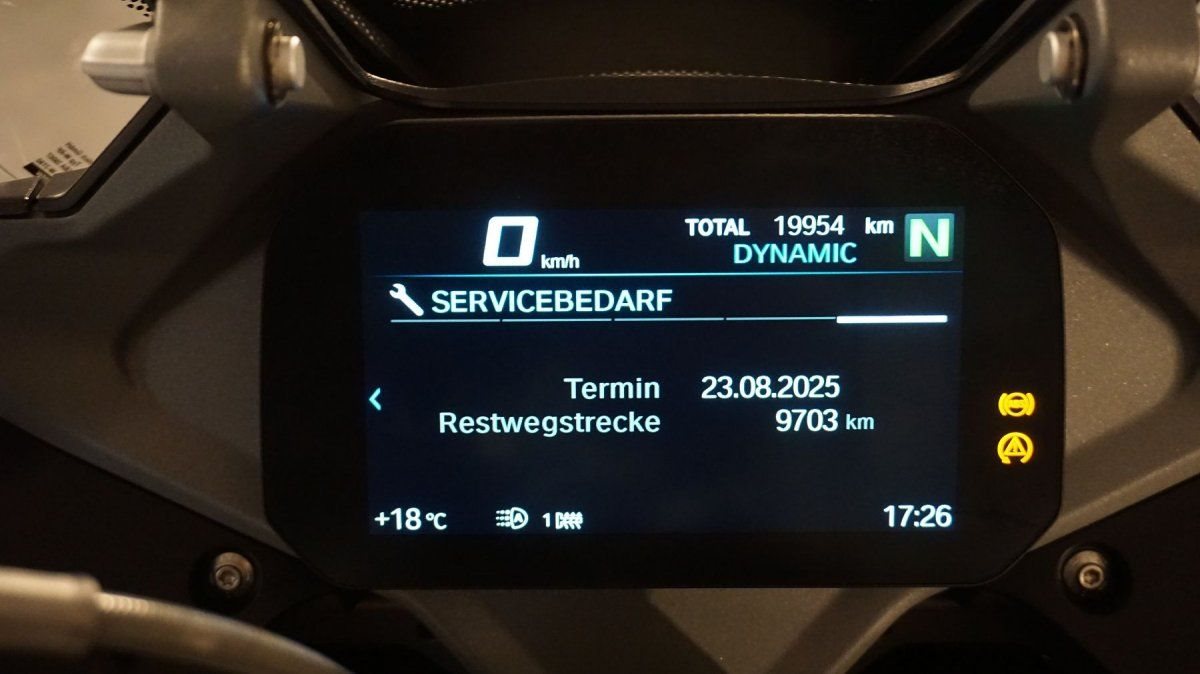 0 km/h
TOTAL 19954 km
DYNAMIC
N
SERVICEBEDARF
Termin 23.08.2025
Restwegstrecke 9703 km
+18 °C
A
1
17:26